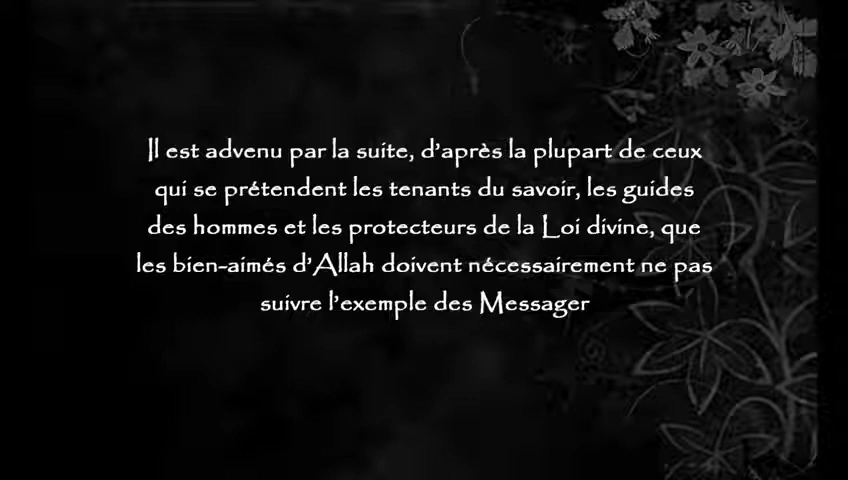 Il est advenu par la suite, d'après la plupart de ceux
qui se prétendent les tenants du savoir, les guides
des hommes et les protecteurs de la Loi divine, que
les bien-aimés d'Allah doivent nécessairement ne pas
suivre l'exemple des Messager